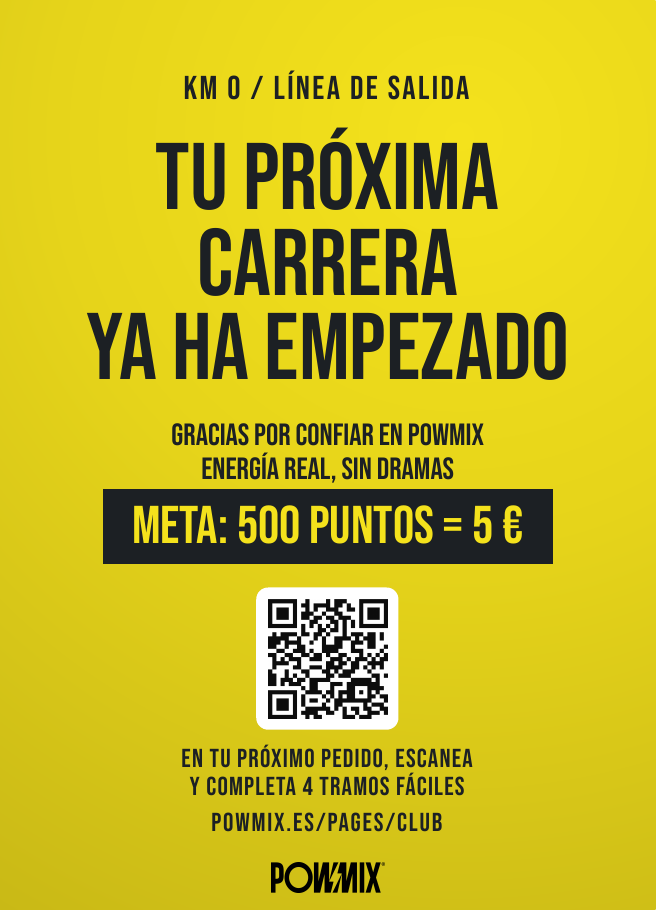 KM 0 / LÍNEA DE SALIDA
TU PRÓXIMA
CARRERA
YA HA EMPEZADO
GRACIAS POR CONFIAR EN POWMIX
ENERGÍA REAL, SIN DRAMAS
META: 500 PUNTOS = 5 €
EN TU PRÓXIMO PEDIDO, ESCANEA
Y COMPLETA 4 TRAMOS FÁCILES
POWMIX.ES/PAGES/CLUB
POWMIX®